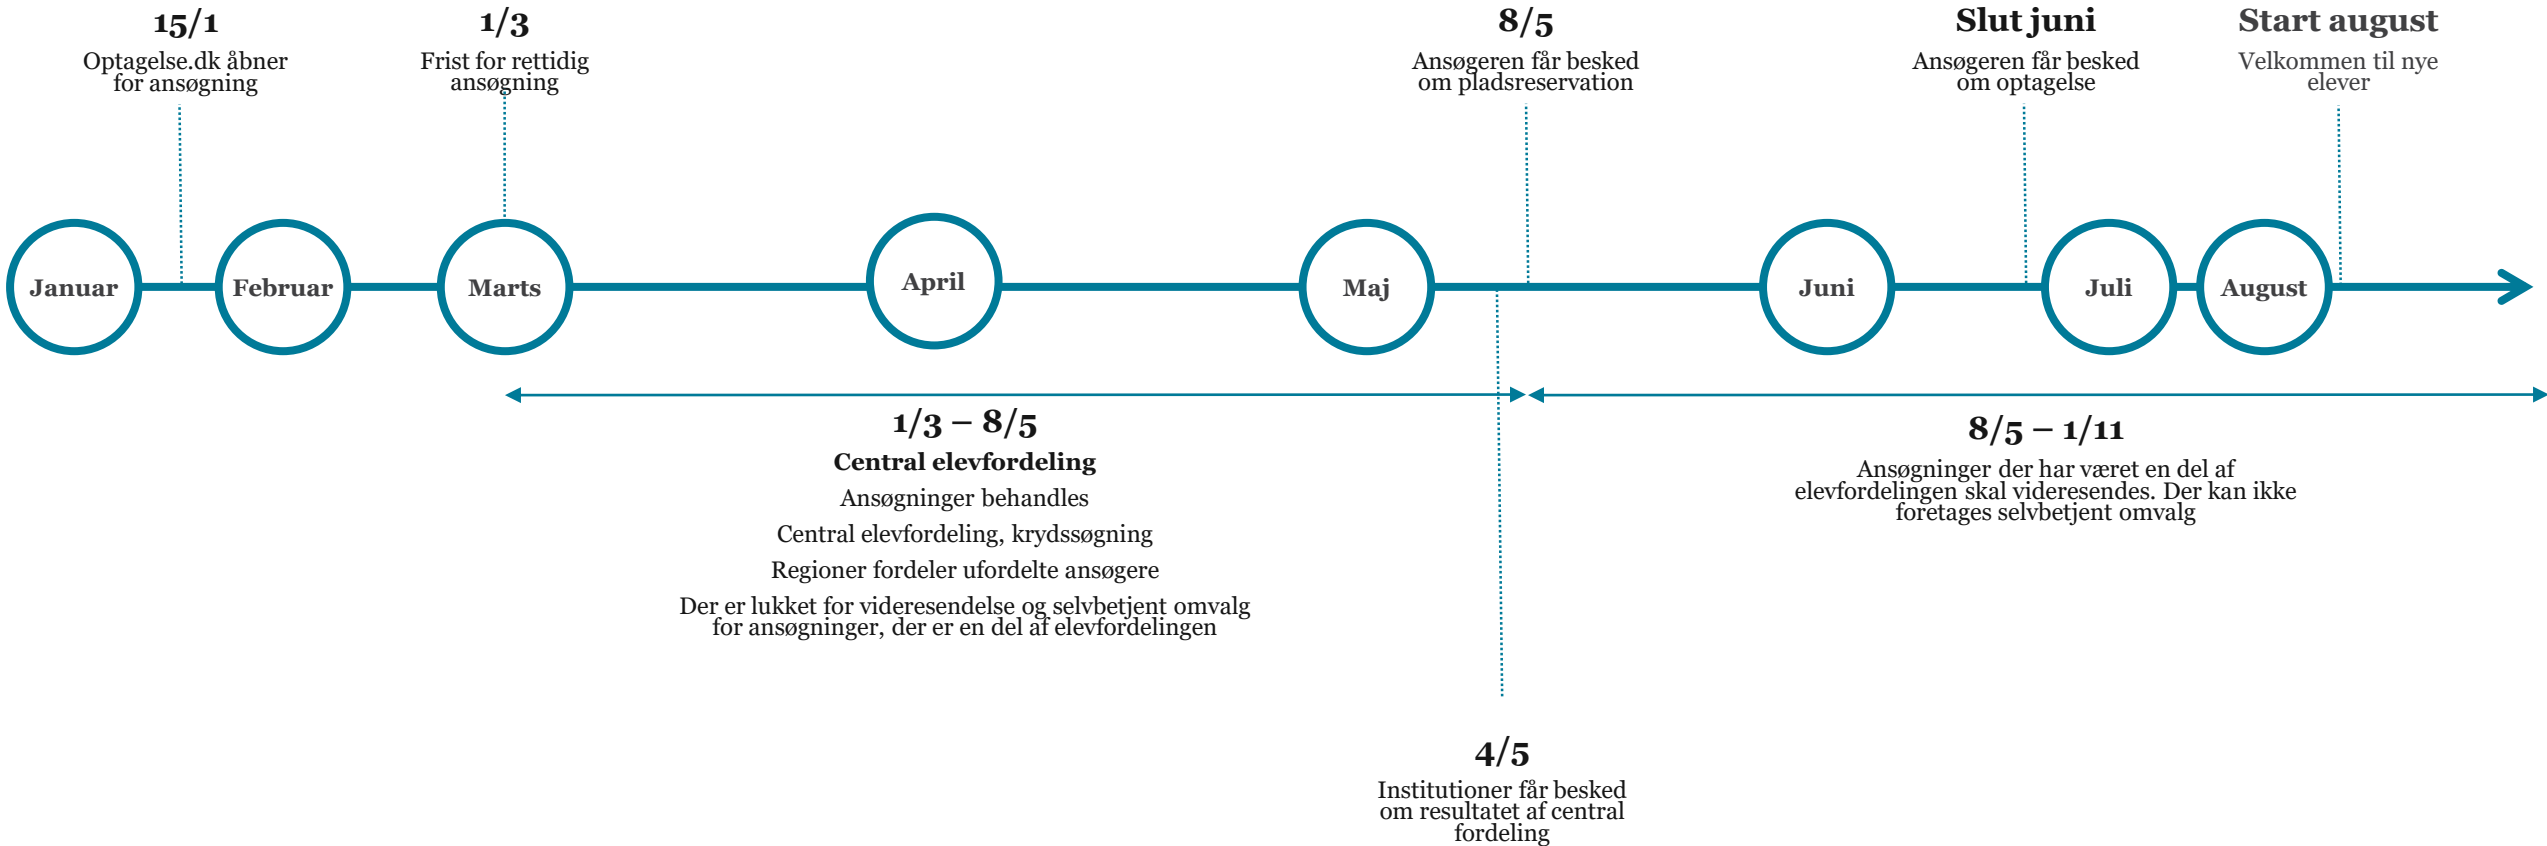 15/1
Optagelse.dk åbner
for ansøgning
1/3
Frist for rettidig
ansøgning
8/5
Ansøgeren får besked
om pladsreservation
Slut juni
Ansøgeren får besked
om optagelse
Start august
Velkommen til nye
elever
Januar
Februar
Marts
April
Maj
Juni
Juli
August
1/3 – 8/5
Central elevfordeling
Ansøgninger behandles
Central elevfordeling, krydssøgning
Regioner fordeler ufordelte ansøgere
Der er lukket for videresendelse og selvbetjent omvalg
for ansøgninger, der er en del af elevfordelingen
8/5 – 1/11
Ansøgninger der har været en del af
elevfordelingen skal videresendes. Der kan ikke
foretages selvbetjent omvalg
4/5
Institutioner får besked
om resultatet af central
fordeling